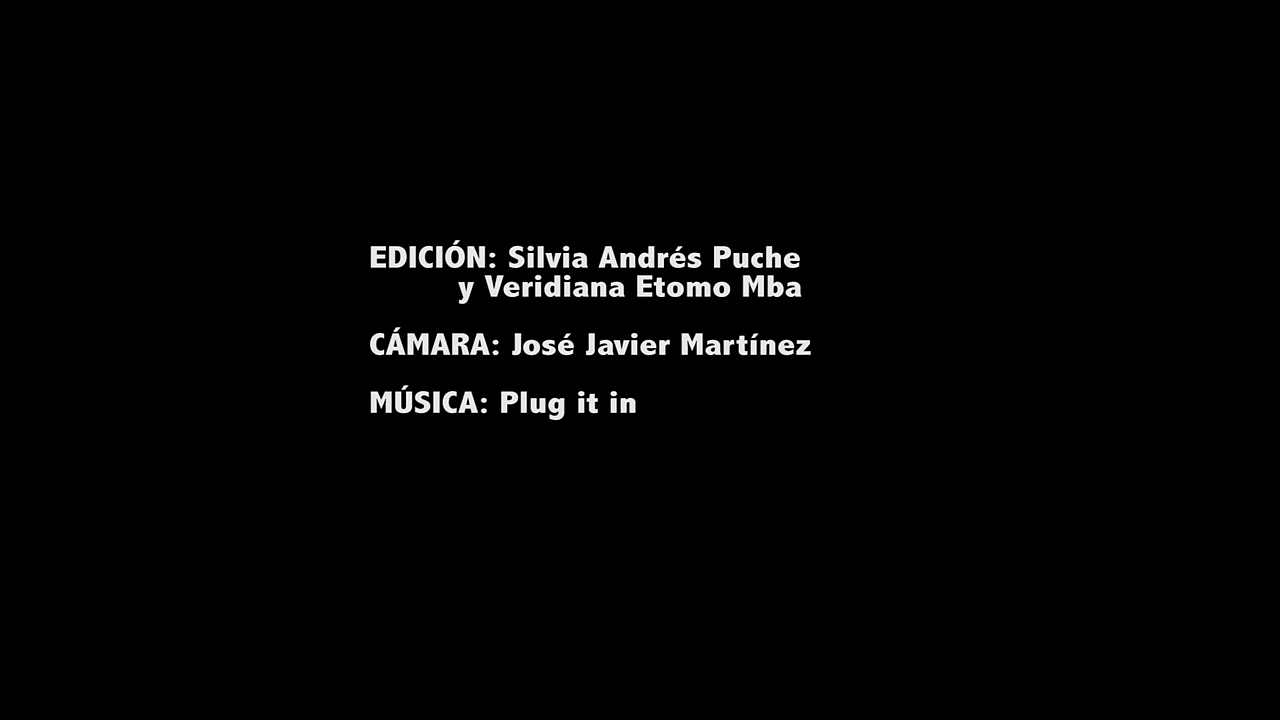 EDICIÓN: Silvia Andrés Puche
y Veridiana Etomo Mba
CÁMARA: José Javier Martínez
MÚSICA: Plug it in